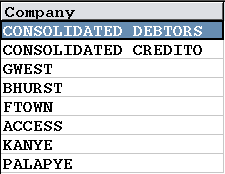 Company
CONSOLIDATED DEBTORS
CONSOLIDATED CREDITO
GWEST
BHURST
FTOWN
ACCESS
KANYE
PALAPYE